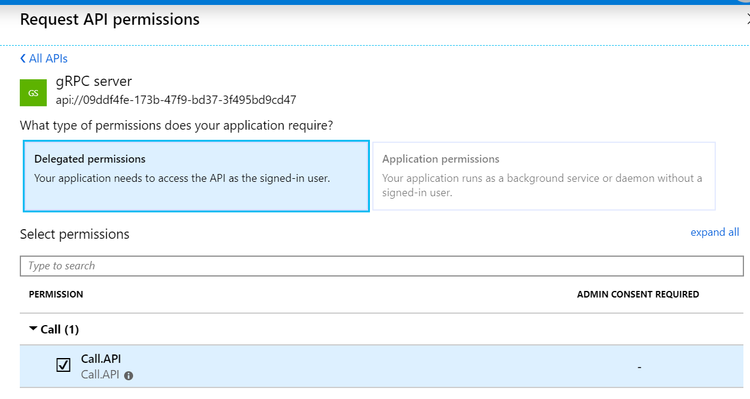 Request API permissions
All APIs
GS
gRPC server
api://09ddf4fe-173b-47f9-bd37-3f495bd9cd47
What type of permissions does your application require?
Delegated permissions
Your application needs to access the API as the signed-in user.
Application permissions
Your application runs as a background service or daemon without a
signed-in user.
Select permissions
expand all
Type to search
PERMISSION
ADMIN CONSENT REQUIRED
Call (1)
Call.API
Call.API
-